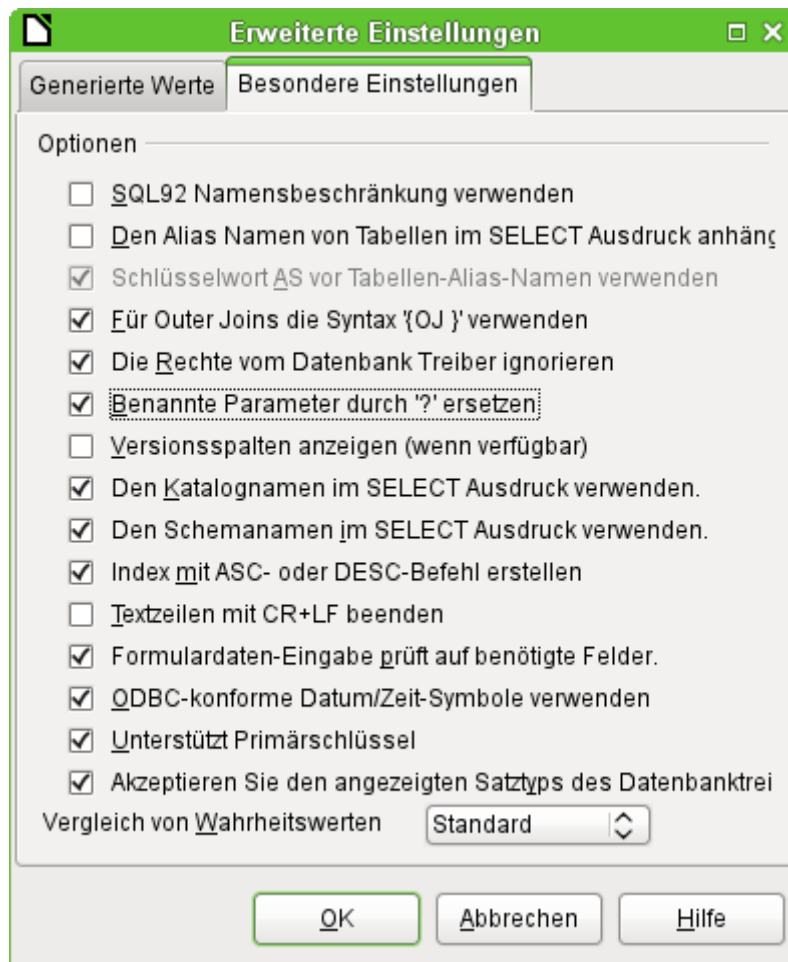 Erweiterte Einstellungen
Generierte Werte
Besondere Einstellungen
Optionen
SQL92 Namensbeschränkung verwenden
Den Alias Namen von Tabellen im SELECT Ausdruck anhäng
Schlüsselwort AS vor Tabellen-Alias-Namen verwenden
Für Outer Joins die Syntax '{OJ }' verwenden
Die Rechte vom Datenbank Treiber ignorieren
Benannte Parameter durch '?' ersetzen
Versionsspalten anzeigen (wenn verfügbar)
Den Katalognamen im SELECT Ausdruck verwenden.
Den Schemanamen im SELECT Ausdruck verwenden.
Index mit ASC- oder DESC-Befehl erstellen
Textzeilen mit CR+LF beenden
Formulardaten-Eingabe prüft auf benötigte Felder.
ODBC-konforme Datum/Zeit-Symbole verwenden
Unterstützt Primärschlüssel
Akzeptieren Sie den angezeigten Satztyps des Datenbanktrei
Vergleich von Wahrheitswerten Standard
OK Abbrechen Hilfe